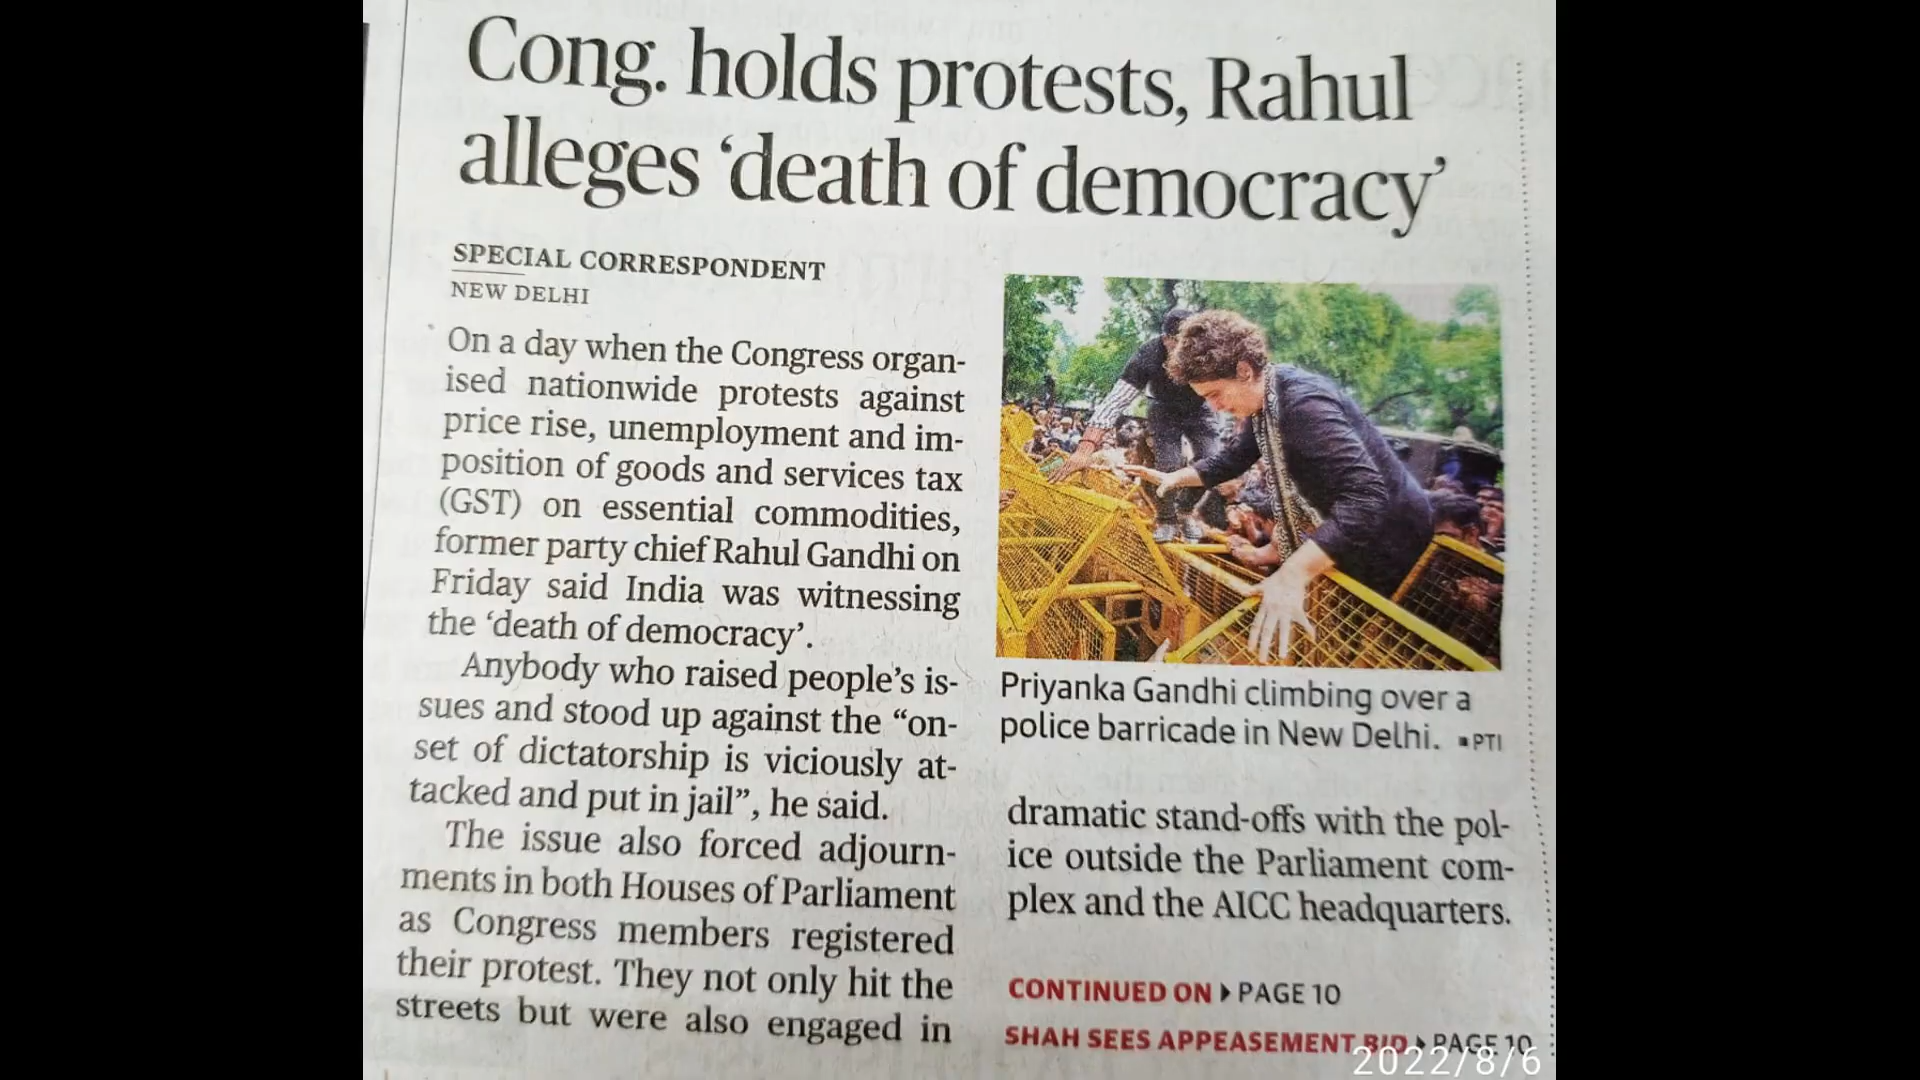 Cong. holds protests, Rahul
alleges ‘death of democracy’
SPECIAL CORRESPONDENT
NEW DELHI
On a day when the Congress organ-
ised nationwide protests against
price rise, unemployment and im-
position of goods and services tax
(GST) on essential commodities,
former party chief Rahul Gandhi on
Friday said India was witnessing
the ‘death of democracy’.
Anybody who raised people’s is-
sues and stood up against the “on-
set of dictatorship is viciously at-
tacked and put in jail”, he said.
The issue also forced adjourn-
ments in both Houses of Parliament
as Congress members registered
their protest. They not only hit the
streets but were also engaged in
Priyanka Gandhi climbing over a
police barricade in New Delhi. ▪PTI
dramatic stand-offs with the pol-
ice outside the Parliament com-
plex and the AICC headquarters.
CONTINUED ON ▸ PAGE 10
SHAH SEES APPEASEMENT BID ▸ PAGE 10
2022/8/6